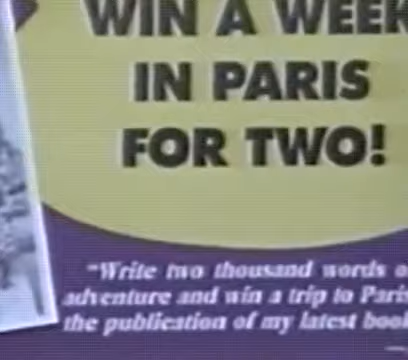 WIN A WEEK
IN PARIS
FOR TWO!
"Write two thousand words o
adventure and win a trip to Paris
the publication of my latest book